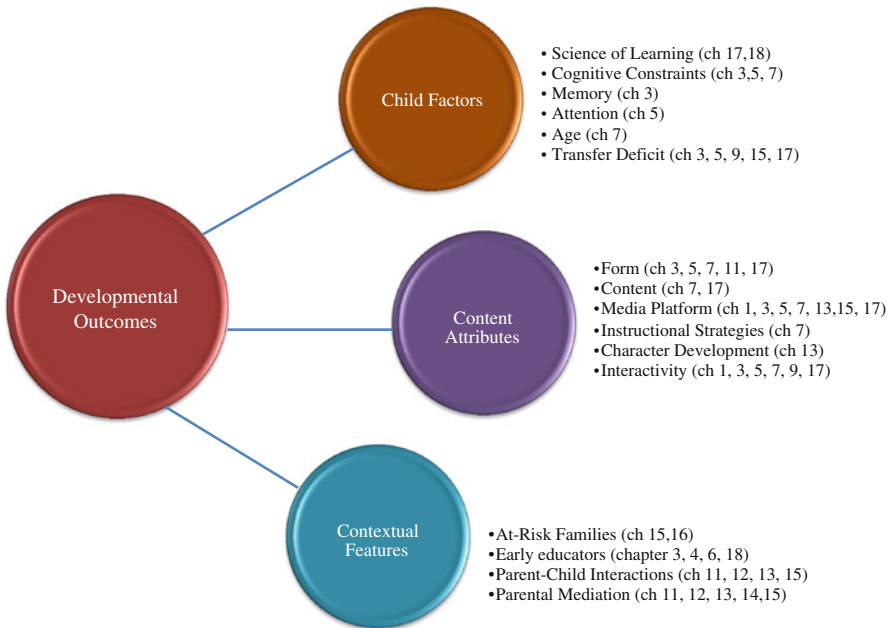 Child Factors
• Science of Learning (ch 17,18)
• Cognitive Constraints (ch 3,5, 7)
• Memory (ch 3)
• Attention (ch 5)
• Age (ch 7)
• Transfer Deficit (ch 3, 5, 9, 15, 17)
Developmental
Outcomes
Content
Attributes
•Form (ch 3, 5, 7, 11, 17)
•Content (ch 7, 17)
•Media Platform (ch 1, 3, 5, 7, 13,15, 17)
•Instructional Strategies (ch 7)
•Character Development (ch 13)
•Interactivity (ch 1, 3, 5, 7, 9, 17)
Contextual
Features
•At-Risk Families (ch 15,16)
•Early educators (chapter 3, 4, 6, 18)
•Parent-Child Interactions (ch 11, 12, 13, 15)
•Parental Mediation (ch 11, 12, 13, 14,15)